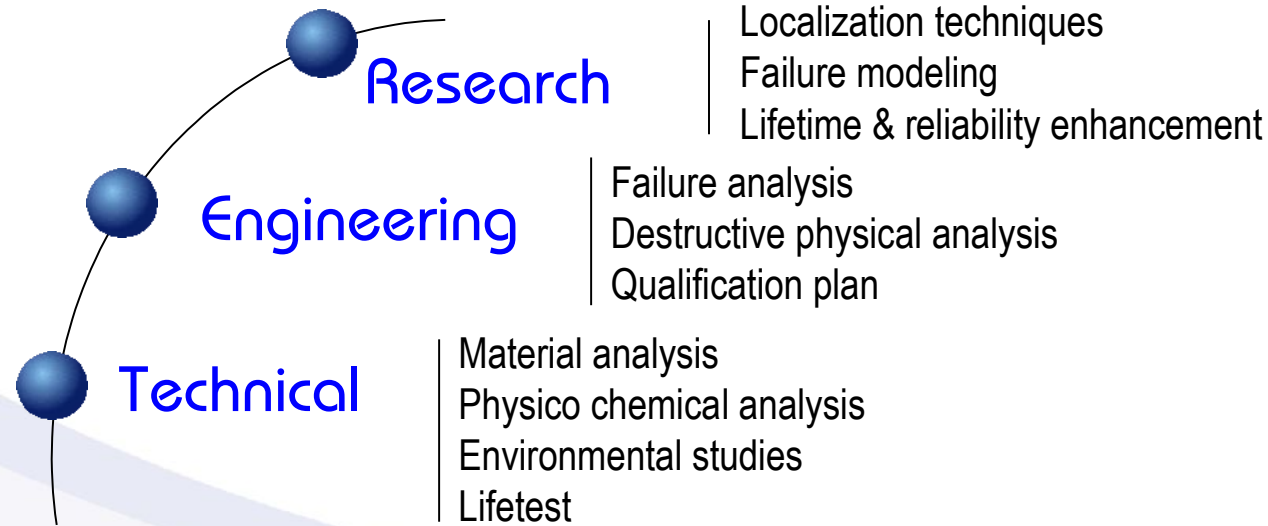 Research
Localization techniques
Failure modeling
Lifetime & reliability enhancement
Engineering
Failure analysis
Destructive physical analysis
Qualification plan
Technical
Material analysis
Physico chemical analysis
Environmental studies
Lifetest